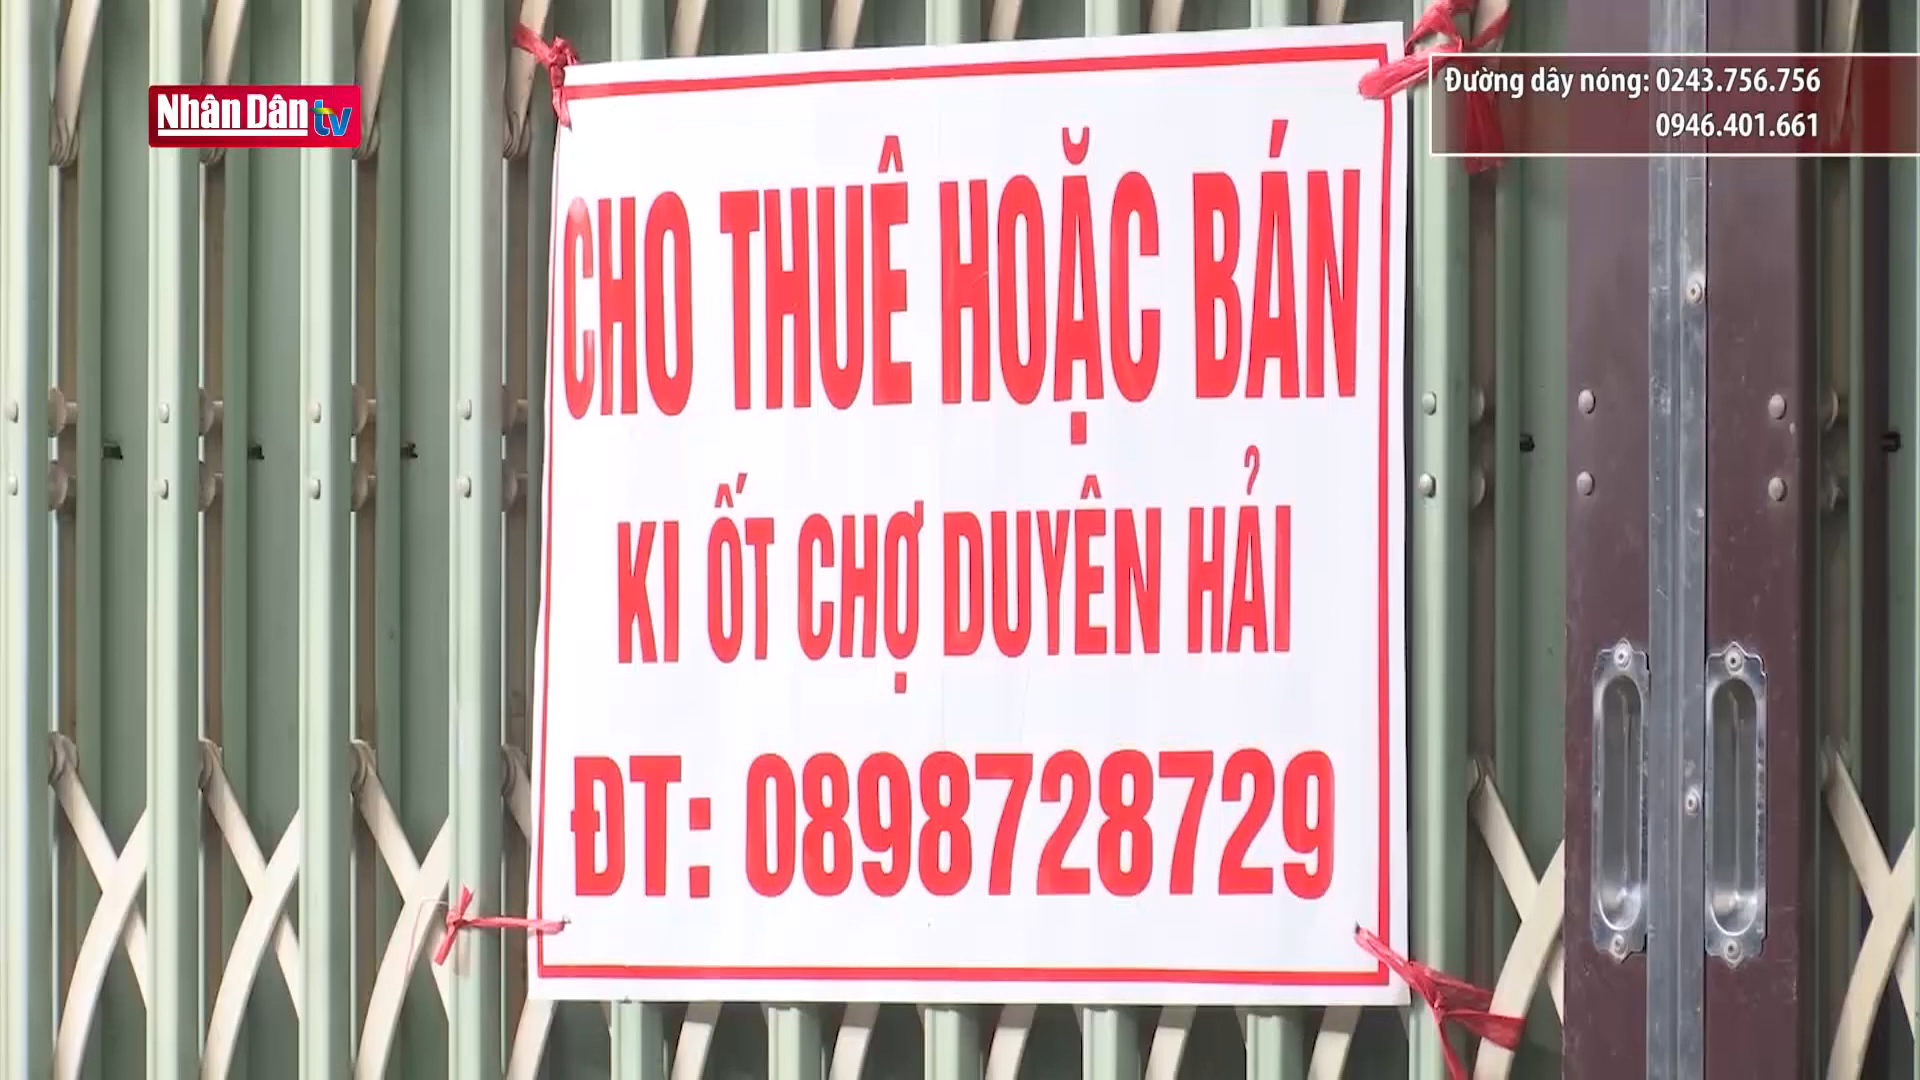 Nhân Dân tv
Đường dây nóng: 0243.756.756
0946.401.661
CHO THUÊ HOẶC BÁN
KI ỐT CHỢ DUYÊN HẢI
ĐT: 0898728729